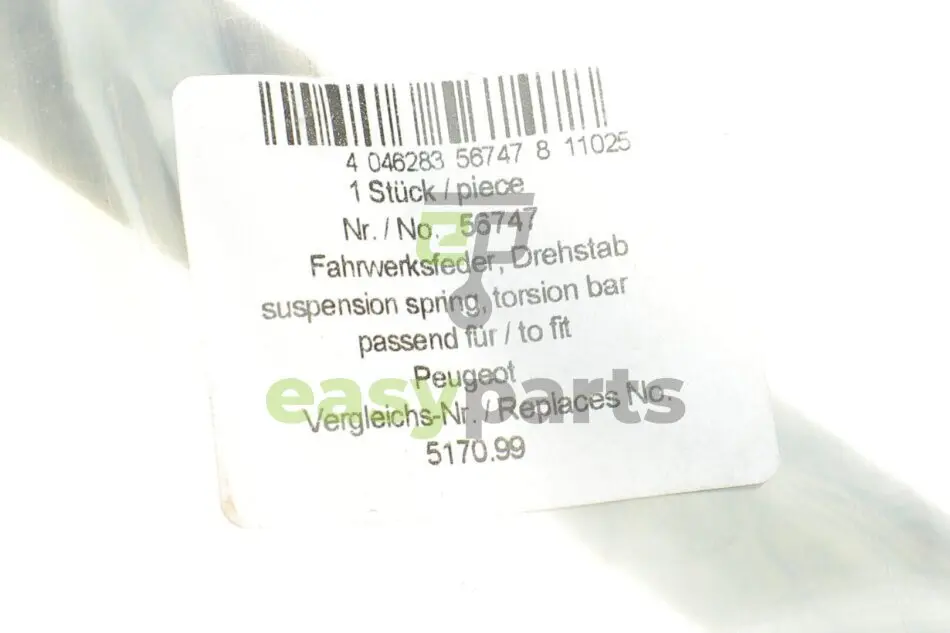 4 046283 56747 8 11025
1 Stück / piece
Nr. / No. 56747
Fahrwerksfeder, Drehstab
suspension spring, torsion bar
passend für / to fit
Peugeot
easyparts
Vergleichs-Nr. / Replaces No.
5170.99